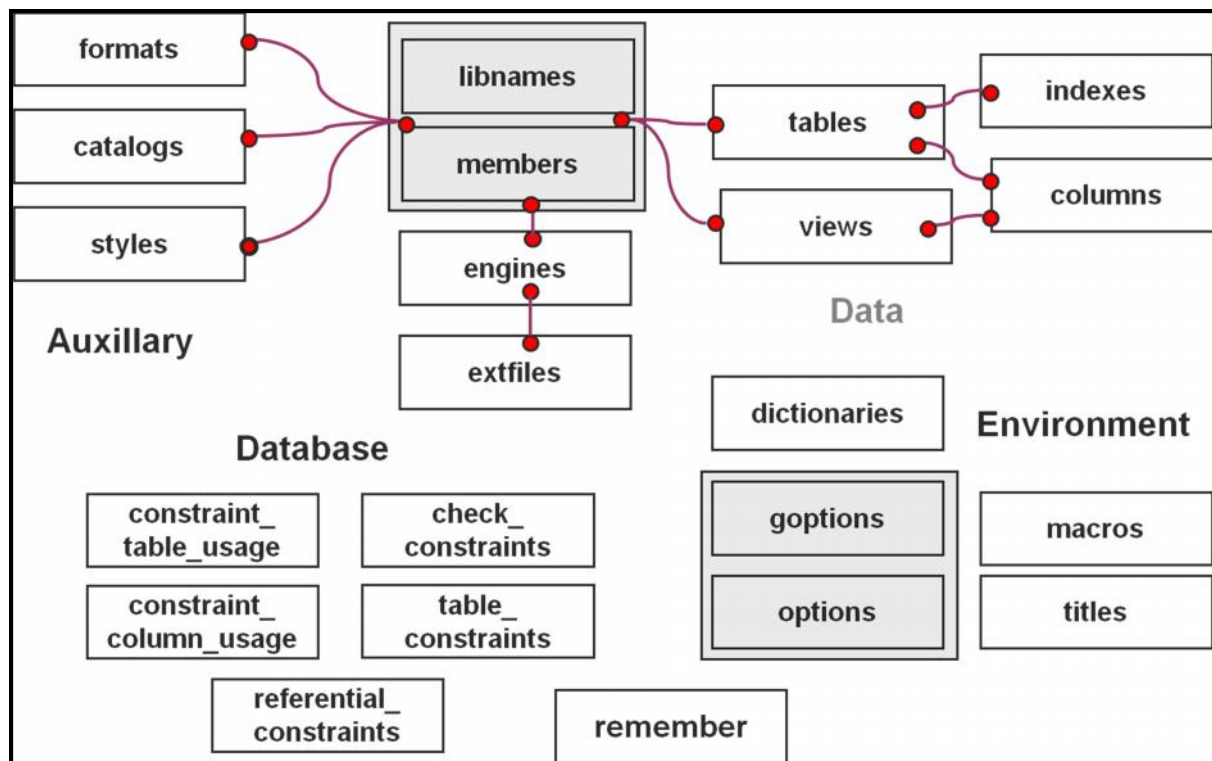 formats
catalogs
styles
Auxillary
libnames
members
engines
extfiles
tables
views
indexes
columns
Data
Database
constraint_
table_usage
check_
constraints
constraint_
column_usage
table_
constraints
referential_
constraints
remember
dictionaries
Environment
goptions
options
macros
titles